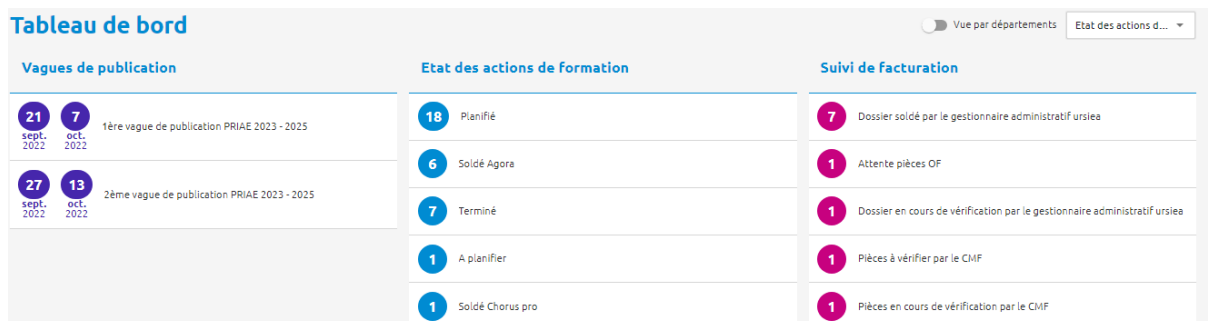 Tableau de bord
Vue par départements
Etat des actions d...
Vagues de publication
21 sept. 2022
7 oct. 2022
1ère vague de publication PRIAE 2023 - 2025
27 sept. 2022
13 oct. 2022
2ème vague de publication PRIAE 2023 - 2025
Etat des actions de formation
18 Planifié
6 Soldé Agora
7 Terminé
1 A planifier
1 Soldé Chorus pro
Suivi de facturation
7 Dossier soldé par le gestionnaire administratif ursiea
1 Attente pièces OF
1 Dossier en cours de vérification par le gestionnaire administratif ursiea
1 Pièces à vérifier par le CMF
1 Pièces en cours de vérification par le CMF